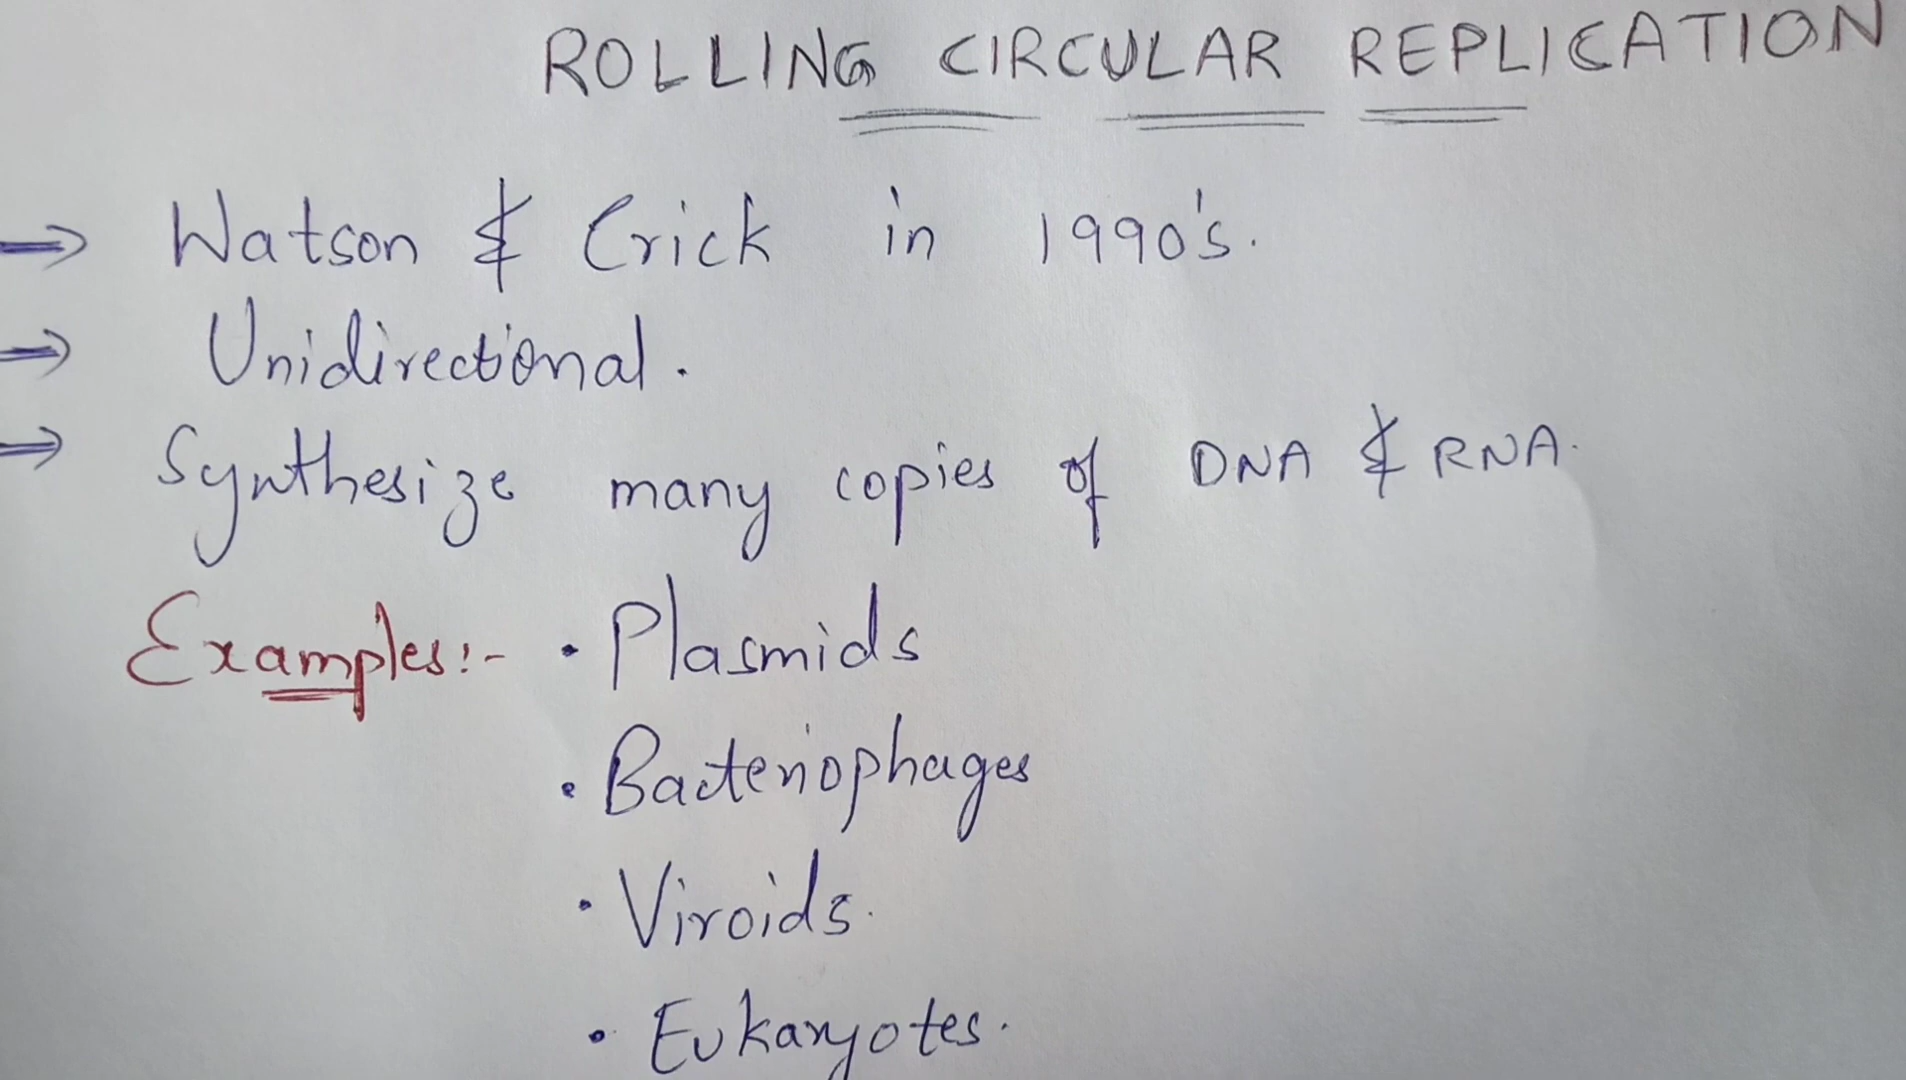 ROLLING CIRCULAR REPLICATION
⇒ Watson & Crick in 1990's.
⇒ Unidirectional.
⇒ Synthesize many copies of DNA & RNA.
Examples:- • Plasmids
• Bacteriophages
• Viroids.
• Eukaryotes.